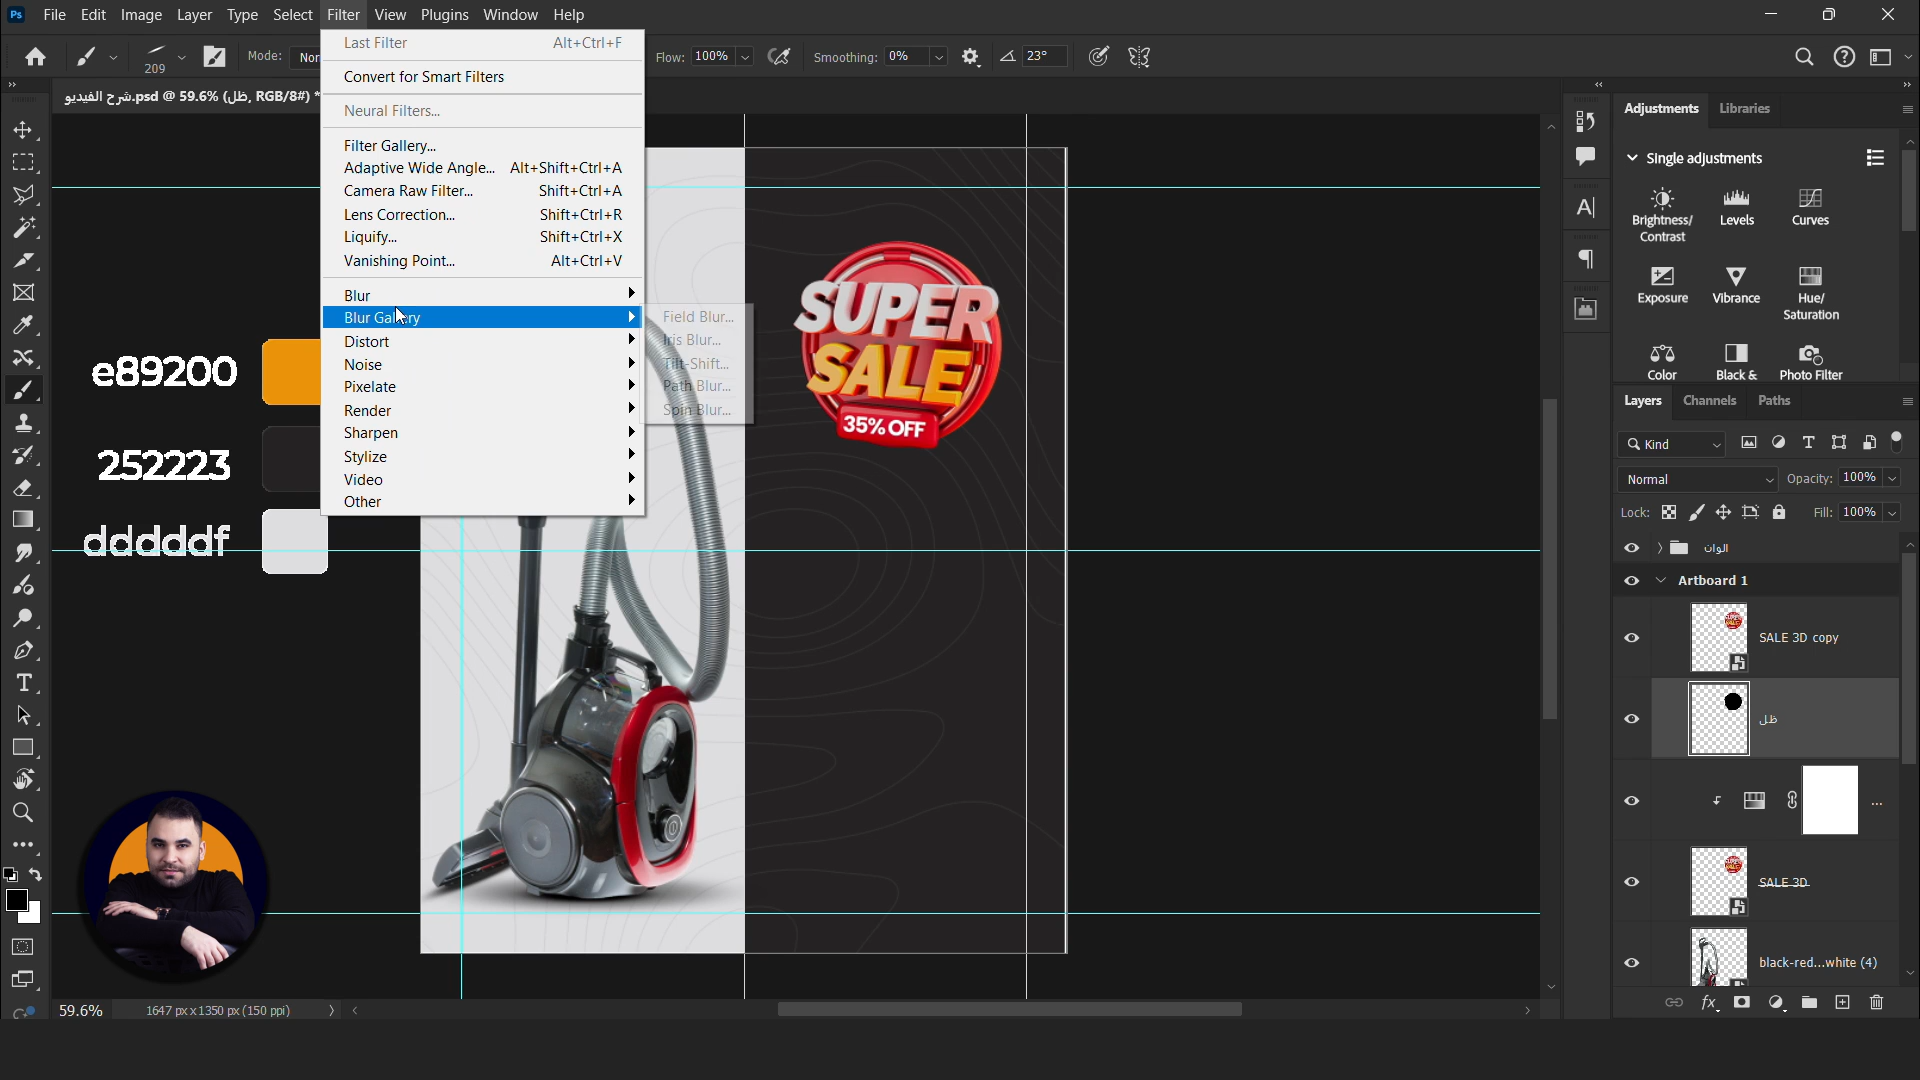 File Edit Image Layer Type Select Filter View Plugins Window Help
209 Mode: Nor Flow: 100% Smoothing: 0% 23°
شرح الفيديو.psd @ 59.6% (ظل, RGB/8#) *
Last Filter Alt+Ctrl+F
Convert for Smart Filters
Neural Filters...
Filter Gallery...
Adaptive Wide Angle... Alt+Shift+Ctrl+A
Camera Raw Filter... Shift+Ctrl+A
Lens Correction... Shift+Ctrl+R
Liquify... Shift+Ctrl+X
Vanishing Point... Alt+Ctrl+V
Blur
Blur Gallery
Distort
Noise
Pixelate
Render
Sharpen
Stylize
Video
Other
Field Blur...
Iris Blur...
Tilt-Shift...
Path Blur...
Spin Blur...
e89200
252223
dddddf
SUPER
SALE
35% OFF
Adjustments Libraries
Single adjustments
Brightness/
Contrast
Levels
Curves
Exposure
Vibrance
Hue/
Saturation
Color
Black &
Photo Filter
Layers Channels Paths
Kind
Normal Opacity: 100%
Lock: Fill: 100%
الوان
Artboard 1
SALE 3D copy
ظل
...
SALE 3D
black-red...white (4)
59.6% 1647 px x 1350 px (150 ppi)